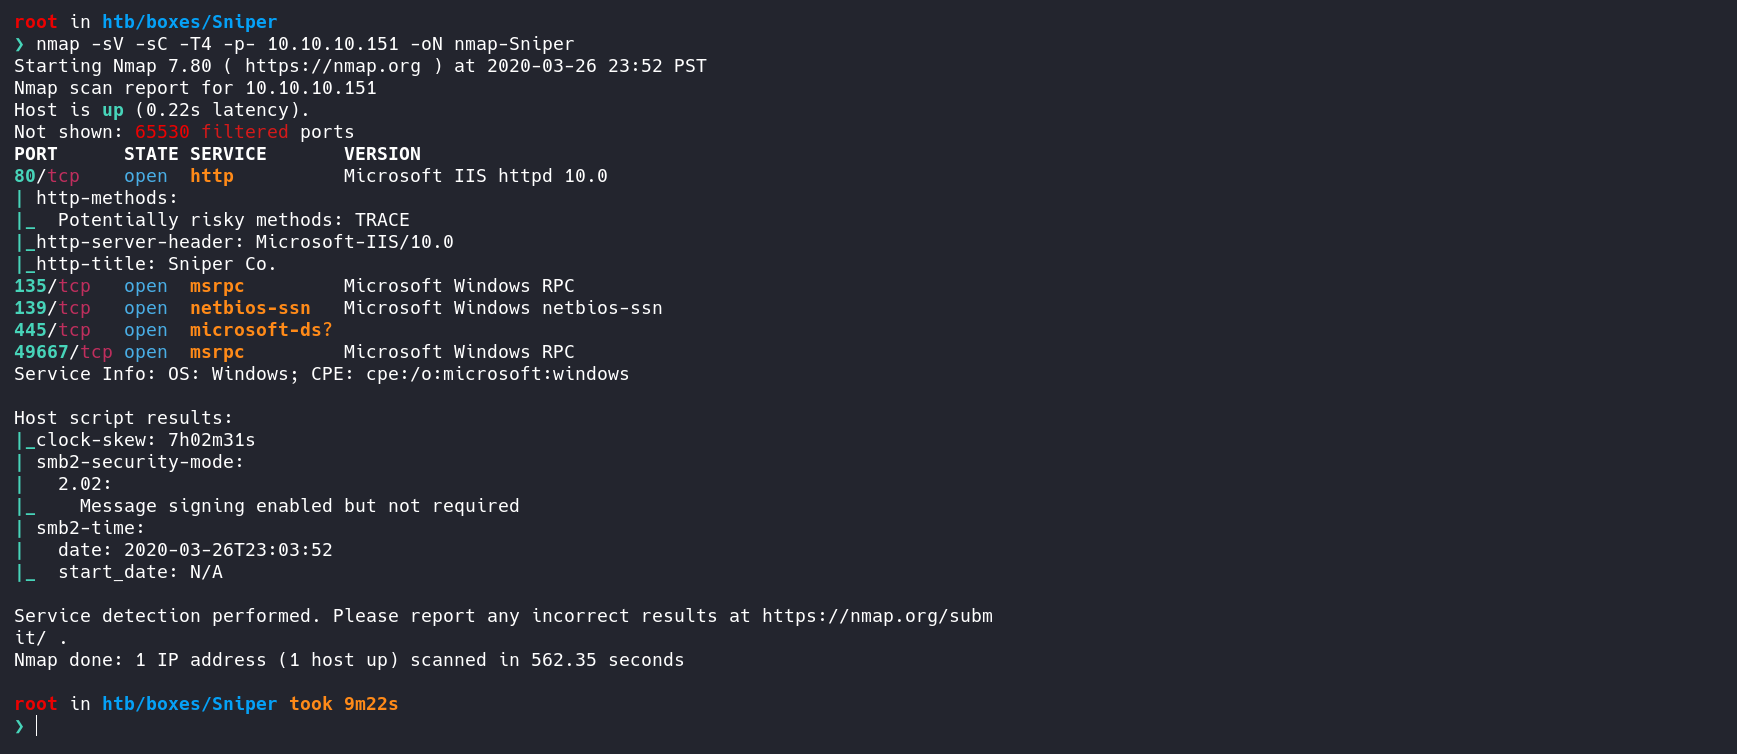 root in htb/boxes/Sniper
❯ nmap -sV -sC -T4 -p- 10.10.10.151 -oN nmap-Sniper
Starting Nmap 7.80 ( https://nmap.org ) at 2020-03-26 23:52 PST
Nmap scan report for 10.10.10.151
Host is up (0.22s latency).
Not shown: 65530 filtered ports
PORT      STATE SERVICE       VERSION
80/tcp    open  http          Microsoft IIS httpd 10.0
| http-methods:
|_  Potentially risky methods: TRACE
|_http-server-header: Microsoft-IIS/10.0
|_http-title: Sniper Co.
135/tcp   open  msrpc         Microsoft Windows RPC
139/tcp   open  netbios-ssn   Microsoft Windows netbios-ssn
445/tcp   open  microsoft-ds?
49667/tcp open  msrpc         Microsoft Windows RPC
Service Info: OS: Windows; CPE: cpe:/o:microsoft:windows

Host script results:
|_clock-skew: 7h02m31s
| smb2-security-mode:
|   2.02:
|_    Message signing enabled but not required
| smb2-time:
|   date: 2020-03-26T23:03:52
|_  start_date: N/A

Service detection performed. Please report any incorrect results at https://nmap.org/subm
it/ .
Nmap done: 1 IP address (1 host up) scanned in 562.35 seconds

root in htb/boxes/Sniper took 9m22s
❯